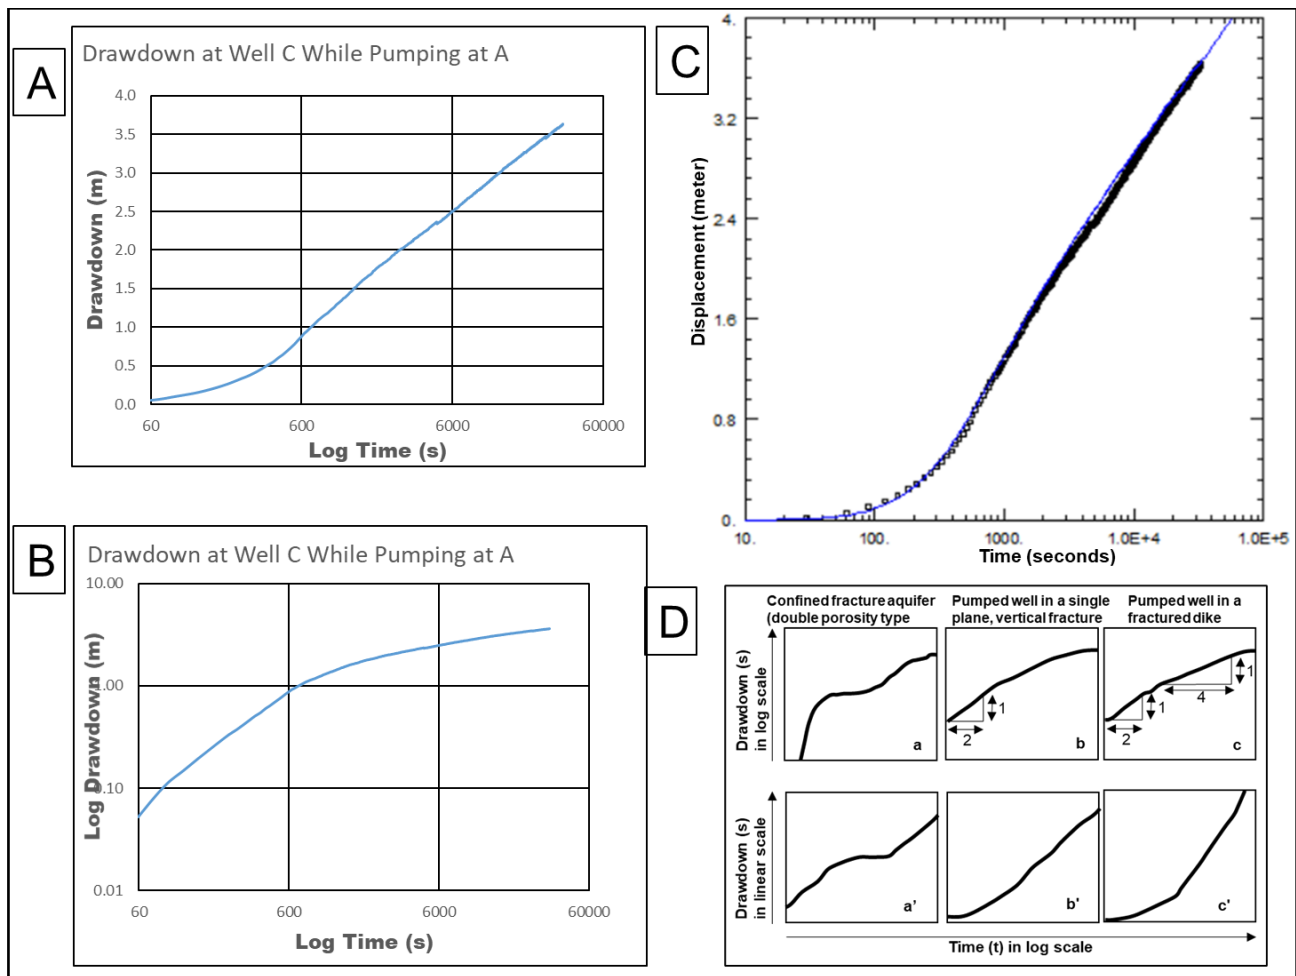 A
Drawdown at Well C While Pumping at A
4.0
3.5
3.0
2.5
2.0
1.5
1.0
0.5
0.0
Drawdown (m)
60
600
6000
60000
Log Time (s)
B
Drawdown at Well C While Pumping at A
10.00
1.00
0.10
0.01
Log Drawdown (m)
60
600
6000
60000
Log Time (s)
C
4.
3.2
2.4
1.6
0.8
0.
Displacement (meter)
10.
100.
1000.
1.0E+4
1.0E+5
Time (seconds)
D
Confined fracture aquifer
(double porosity type
Pumped well in a single
plane, vertical fracture
Pumped well in a
fractured dike
Drawdown (s)
in log scale
a
1
2
b
1
2
1
4
c
Drawdown (s)
in linear scale
a'
b'
c'
Time (t) in log scale